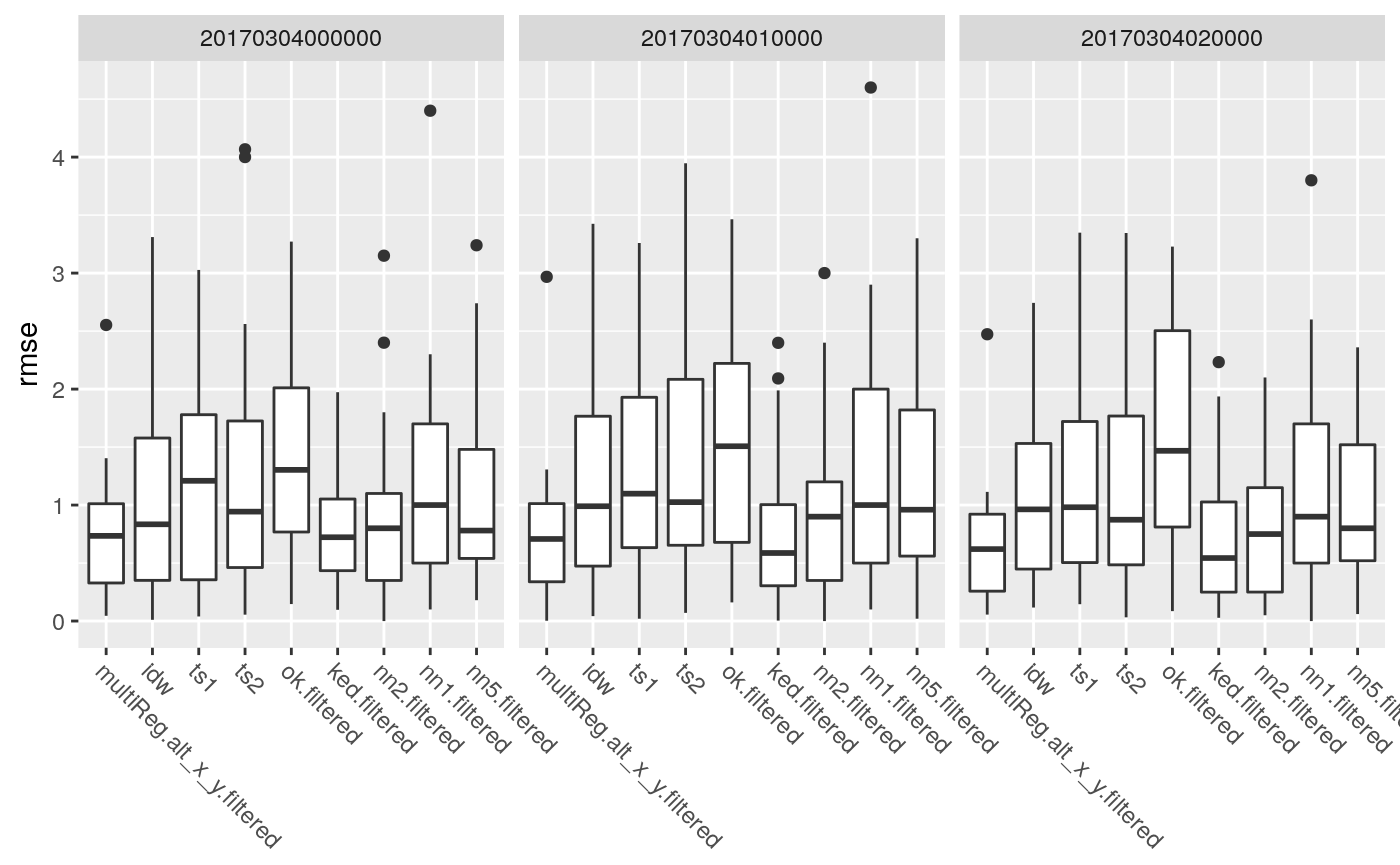 20170304000000 20170304010000 20170304020000
rmse
4
3
2
1
0
multiReg.alt_x_y.filtered idw ts1 ts2 ok.filtered ked.filtered nn2.filtered nn1.filtered nn5.filtered
multiReg.alt_x_y.filtered idw ts1 ts2 ok.filtered ked.filtered nn2.filtered nn1.filtered nn5.filtered
multiReg.alt_x_y.filtered idw ts1 ts2 ok.filtered ked.filtered nn2.filtered nn1.filtered nn5.filt